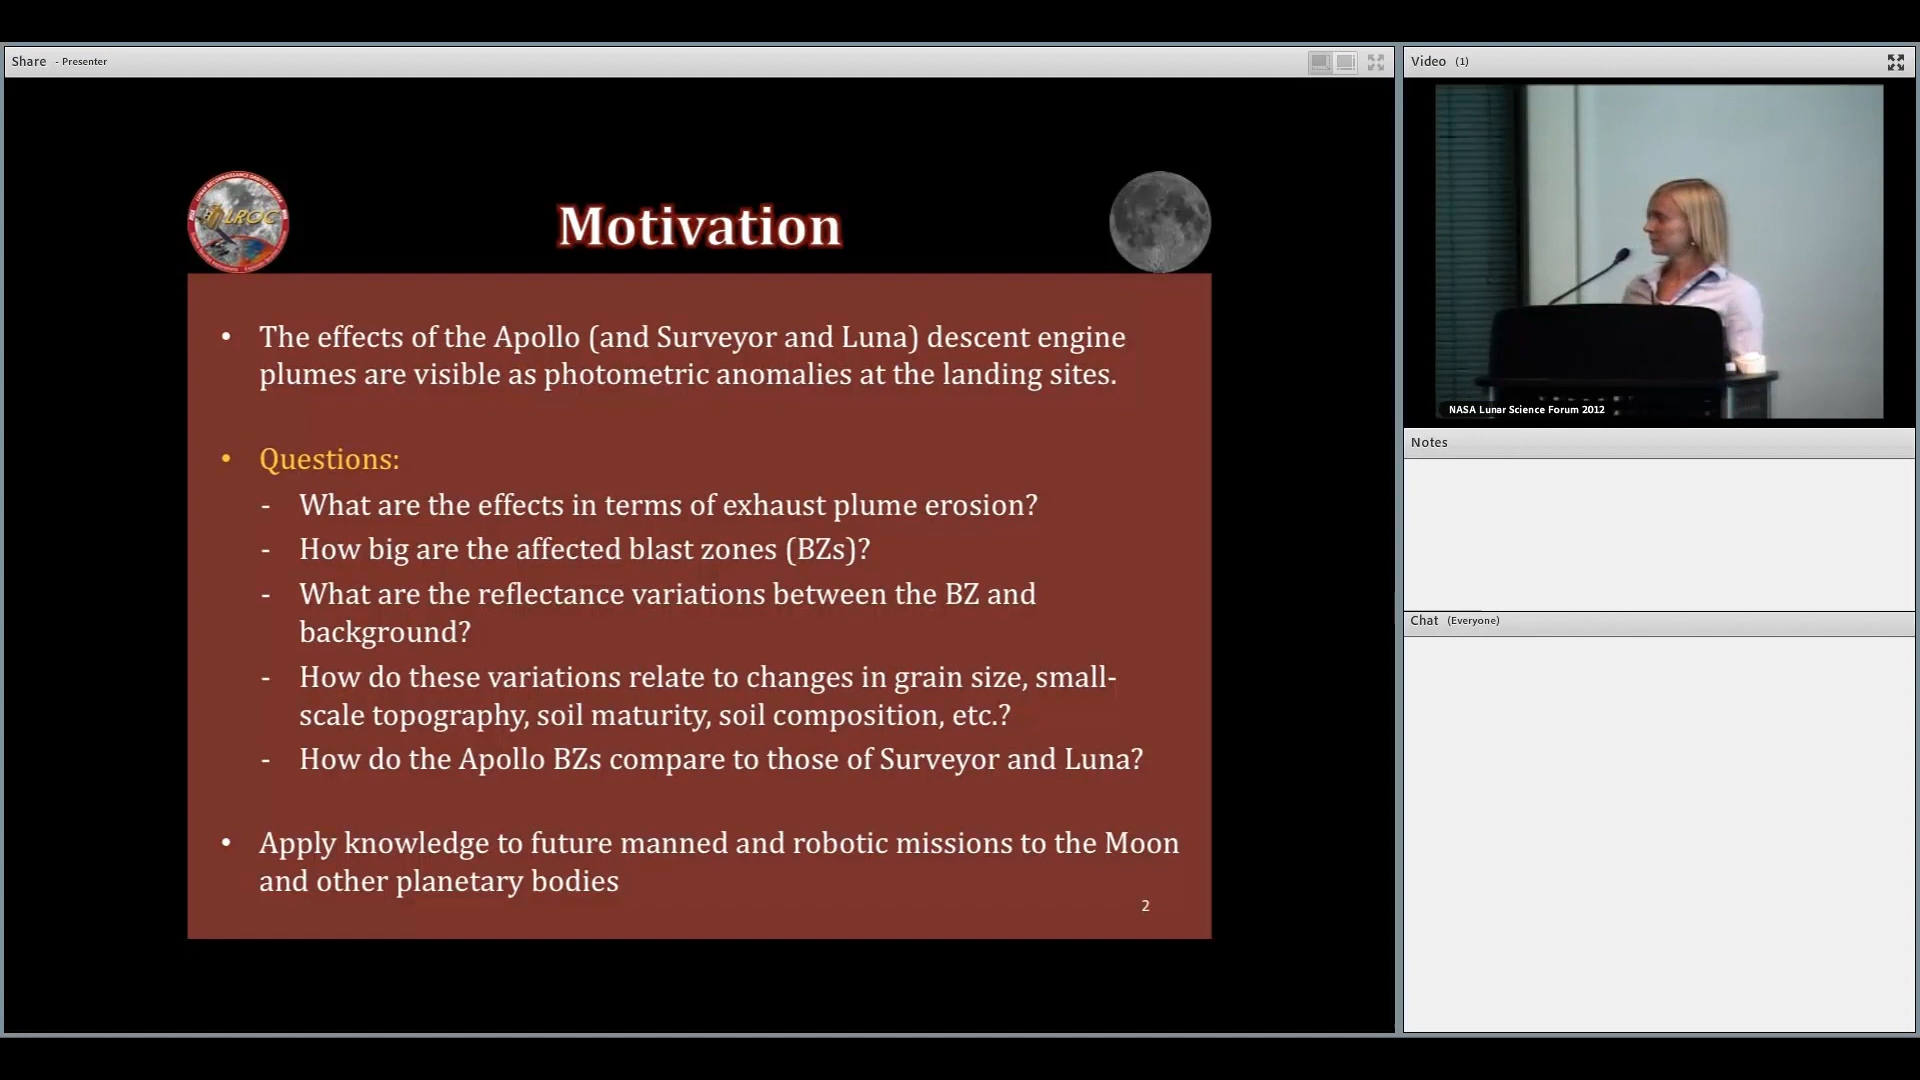 Share - Presenter
Video (1)
LROC
Motivation
• The effects of the Apollo (and Surveyor and Luna) descent engine
plumes are visible as photometric anomalies at the landing sites.
• Questions:
- What are the effects in terms of exhaust plume erosion?
- How big are the affected blast zones (BZs)?
- What are the reflectance variations between the BZ and
background?
- How do these variations relate to changes in grain size, small-
scale topography, soil maturity, soil composition, etc.?
- How do the Apollo BZs compare to those of Surveyor and Luna?
• Apply knowledge to future manned and robotic missions to the Moon
and other planetary bodies
2
NASA Lunar Science Forum 2012
Notes
Chat (Everyone)